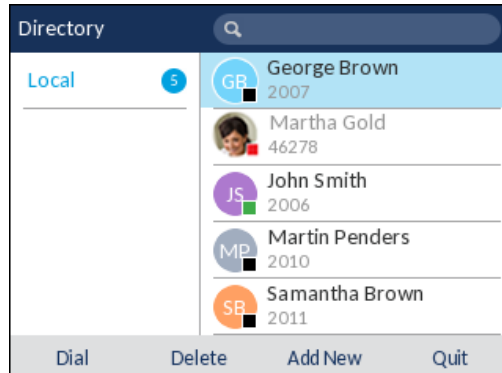 Directory
Local 5
GB George Brown
2007
Martha Gold
46278
JS John Smith
2006
MP Martin Penders
2010
SB Samantha Brown
2011
Dial Delete Add New Quit